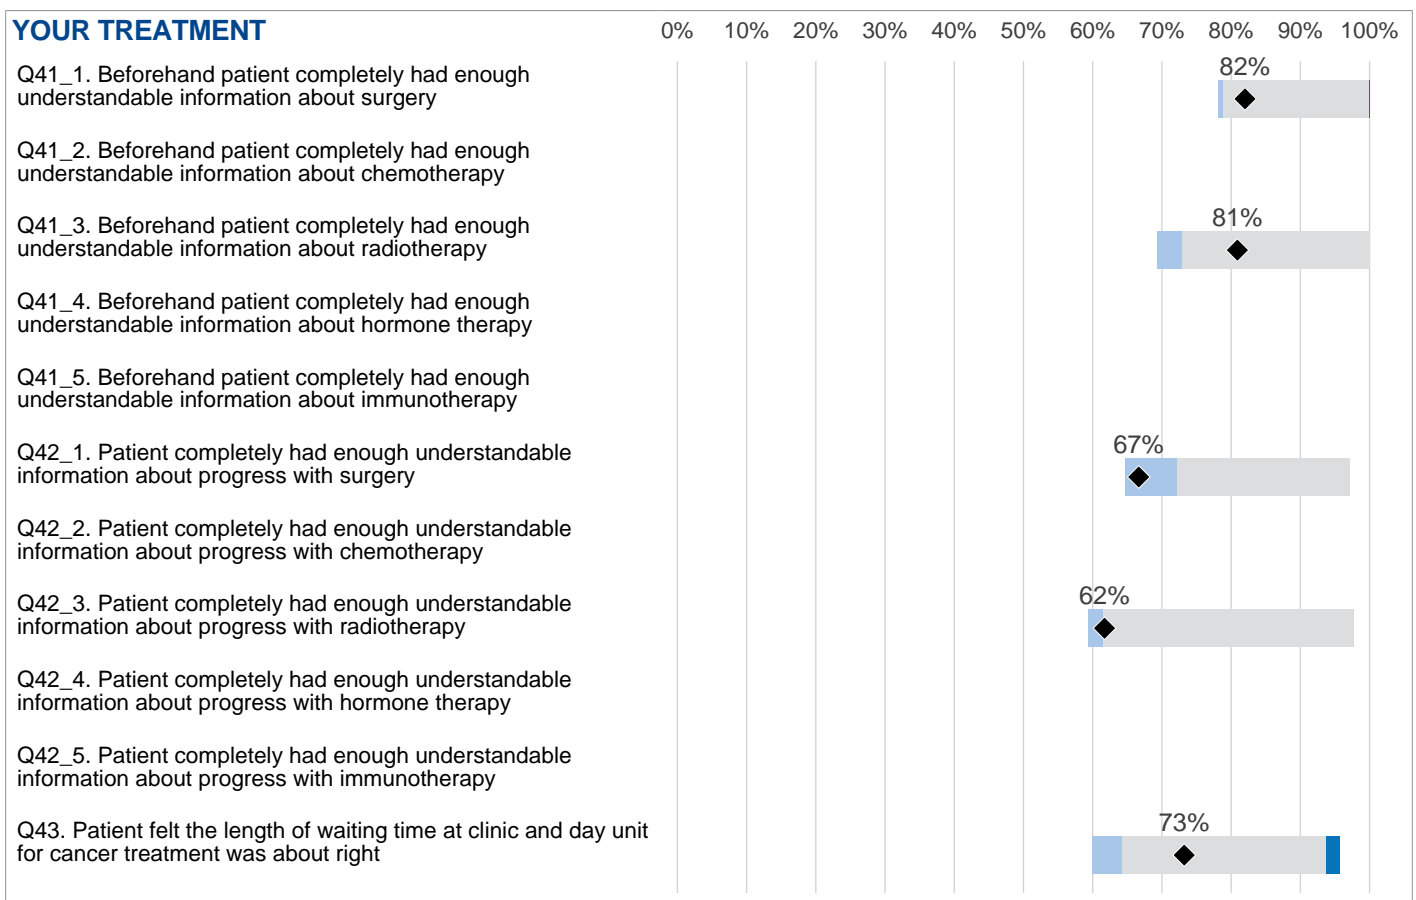 YOUR TREATMENT
0% 10% 20% 30% 40% 50% 60% 70% 80% 90% 100%
Q41_1. Beforehand patient completely had enough
understandable information about surgery
82%
Q41_2. Beforehand patient completely had enough
understandable information about chemotherapy
Q41_3. Beforehand patient completely had enough
understandable information about radiotherapy
81%
Q41_4. Beforehand patient completely had enough
understandable information about hormone therapy
Q41_5. Beforehand patient completely had enough
understandable information about immunotherapy
Q42_1. Patient completely had enough understandable
information about progress with surgery
67%
Q42_2. Patient completely had enough understandable
information about progress with chemotherapy
Q42_3. Patient completely had enough understandable
information about progress with radiotherapy
62%
Q42_4. Patient completely had enough understandable
information about progress with hormone therapy
Q42_5. Patient completely had enough understandable
information about progress with immunotherapy
Q43. Patient felt the length of waiting time at clinic and day unit
for cancer treatment was about right
73%